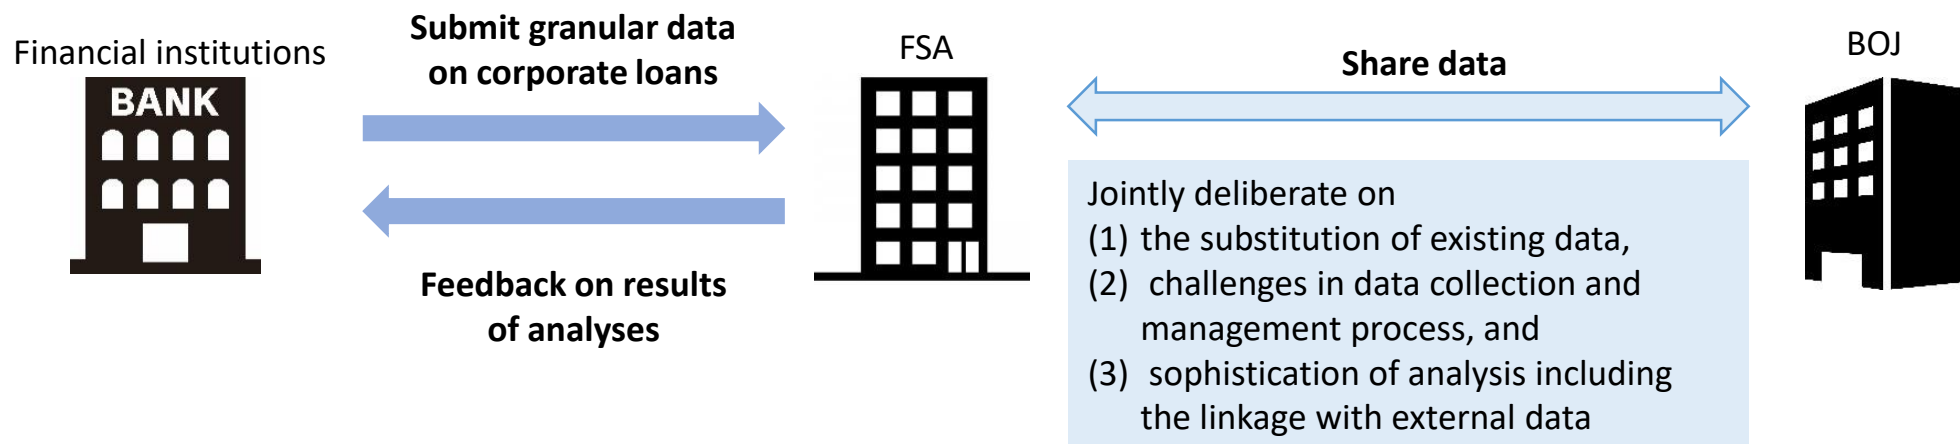 Financial institutions
BANK
Submit granular data
on corporate loans
Feedback on results
of analyses
FSA
Share data
Jointly deliberate on
(1) the substitution of existing data,
(2) challenges in data collection and
management process, and
(3) sophistication of analysis including
the linkage with external data
BOJ